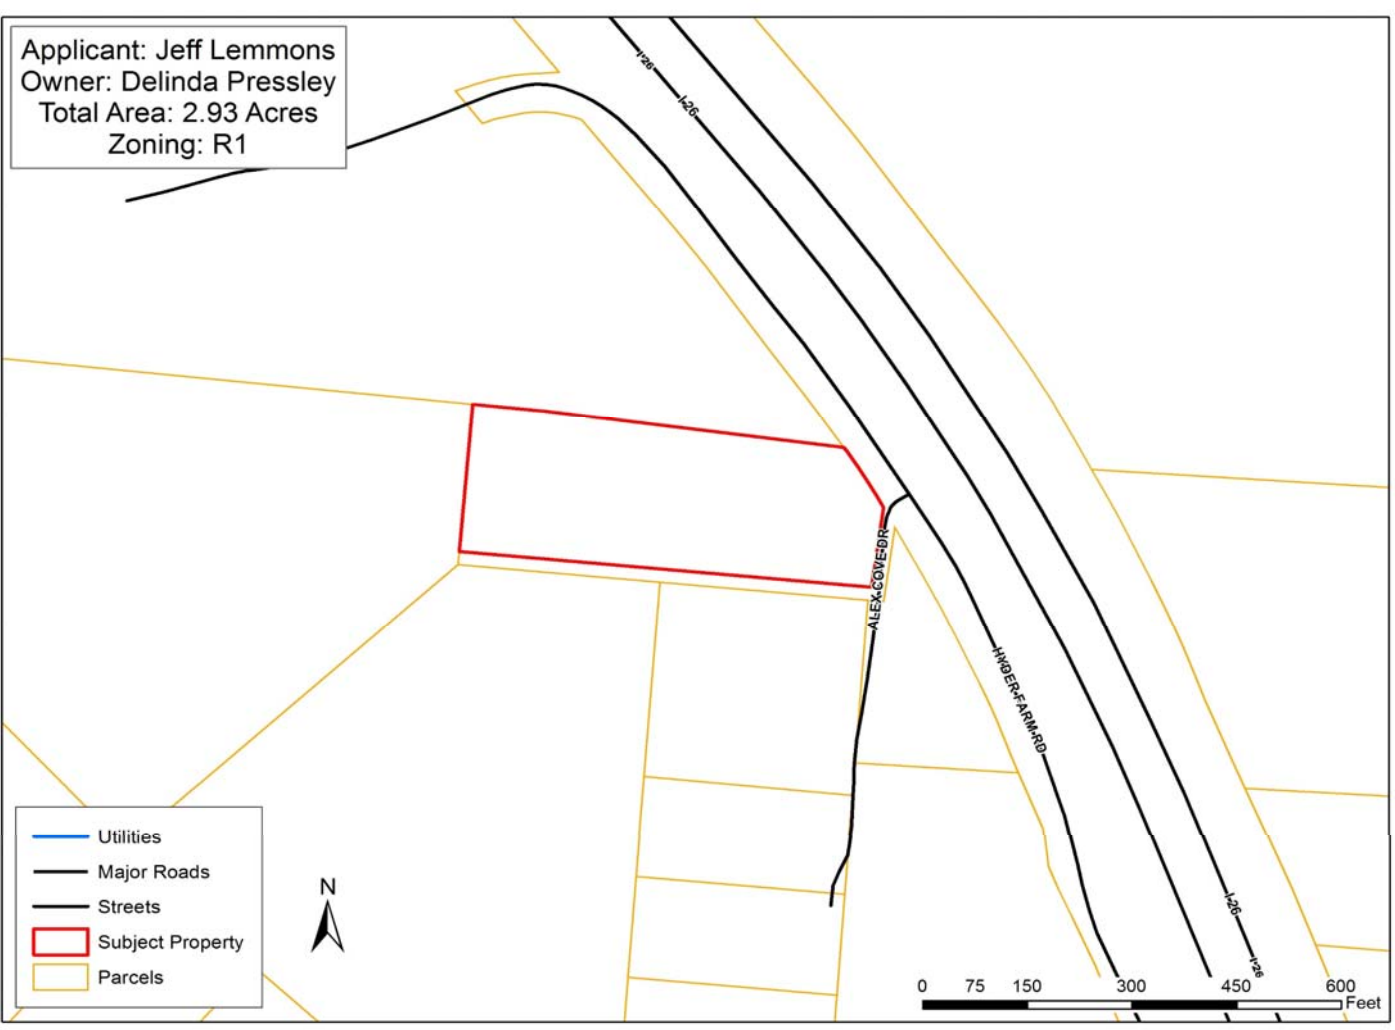 Applicant: Jeff Lemmons
Owner: Delinda Pressley
Total Area: 2.93 Acres
Zoning: R1
I-26
I-26
ALEX COVE DR
HYDER FARM RD
I-26
I-26
Utilities
Major Roads
Streets
Subject Property
Parcels
N
0 75 150 300 450 600
Feet